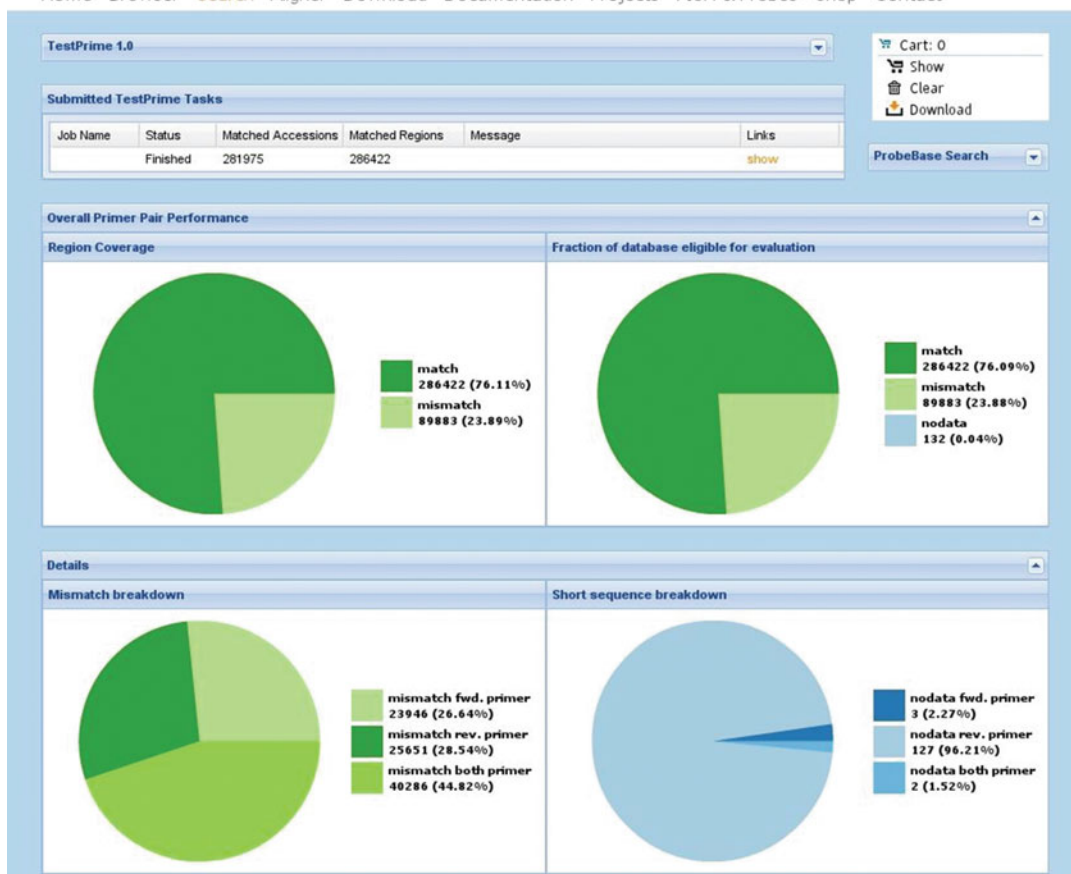 TestPrime 1.0
Cart: 0
Show
Clear
Download
Submitted TestPrime Tasks
Job Name Status Matched Accessions Matched Regions Message Links
Finished 281975 286422 show
ProbeBase Search
Overall Primer Pair Performance
Region Coverage
match
286422 (76.11%)
mismatch
89883 (23.89%)
Fraction of database eligible for evaluation
match
286422 (76.09%)
mismatch
89883 (23.88%)
nodata
132 (0.04%)
Details
Mismatch breakdown
mismatch fwd. primer
23946 (26.64%)
mismatch rev. primer
25651 (28.54%)
mismatch both primer
40286 (44.82%)
Short sequence breakdown
nodata fwd. primer
3 (2.27%)
nodata rev. primer
127 (96.21%)
nodata both primer
2 (1.52%)